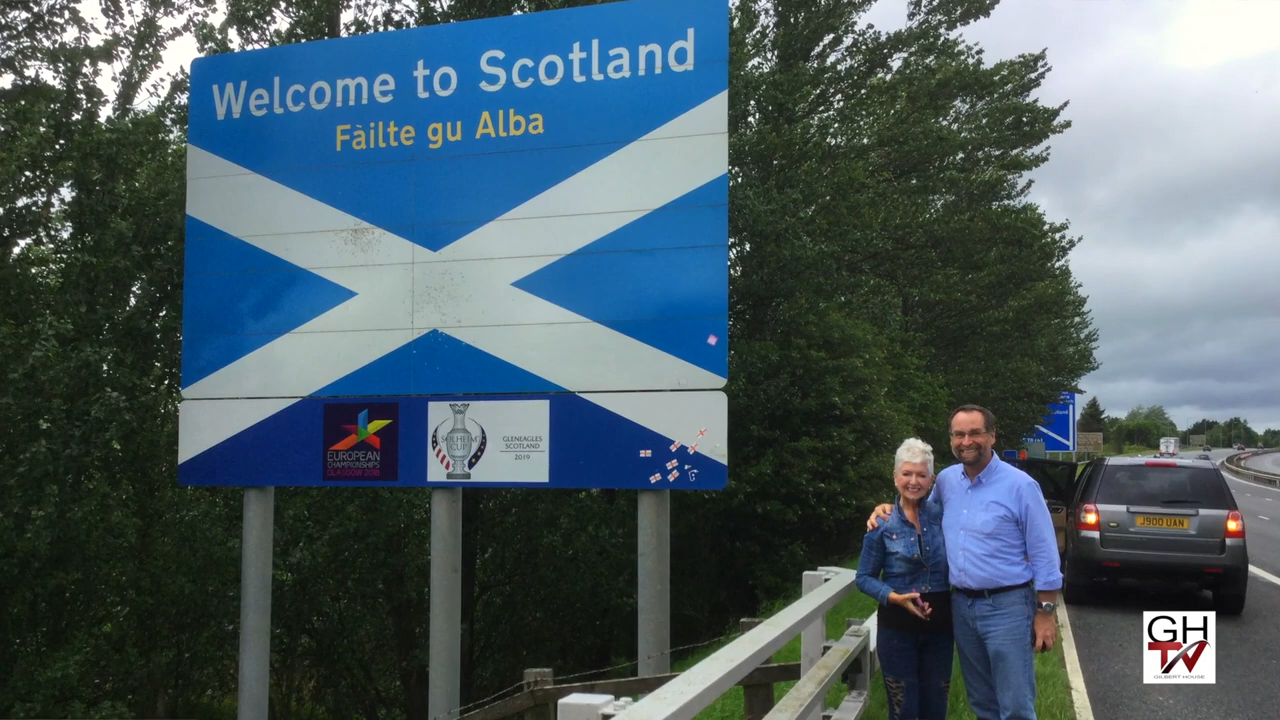 Welcome to Scotland
Fàilte gu Alba
EUROPEAN
CHAMPIONSHIPS
GLASGOW 2018
SOLHEIM
CUP
GLENEAGLES
SCOTLAND
2019
J900 UAN
GH
TV
GILBERT HOUSE